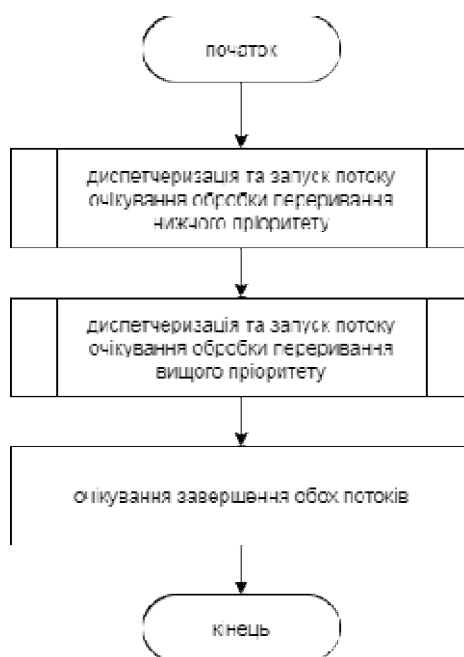 початок
диспетчеризація та запуск потоку
очікування обробки переривання
нижчого пріоритету
диспетчеризація та запуск потоку
очікування обробки переривання
вищого пріоритету
очікування завершення обох потоків
кінець